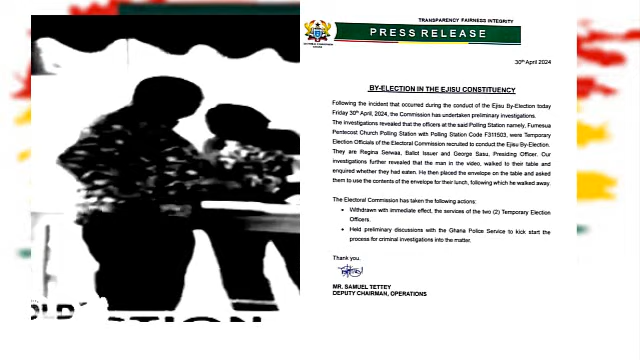 TRANSPARENCY FAIRNESS INTEGRITY
PRESS RELEASE
30th April 2024
BY-ELECTION IN THE EJISU CONSTITUENCY
Following the incident that occurred during the conduct of the Ejisu By-Election today
Friday 30th April, 2024, the Commission has undertaken preliminary investigations.
The investigations revealed that the officers at the said Polling Station namely, Fumesua
Pentecost Church Polling Station with Polling Station Code F311503, were Temporary
Election Officials of the Electoral Commission recruited to conduct the Ejisu By-Election.
They are Regina Serwaa, Ballot Issuer and George Sasu, Presiding Officer. Our
investigations further revealed that the man in the video, walked to their table and
enquired whether they had eaten. He then placed the envelope on the table and asked
them to use the contents of the envelope for their lunch, following which he walked away.
The Electoral Commission has taken the following actions:
• Withdrawn with immediate effect, the services of the two (2) Temporary Election
Officers.
• Held preliminary discussions with the Ghana Police Service to kick start the
process for criminal investigations into the matter.
Thank you.
MR. SAMUEL TETTEY
DEPUTY CHAIRMAN, OPERATIONS